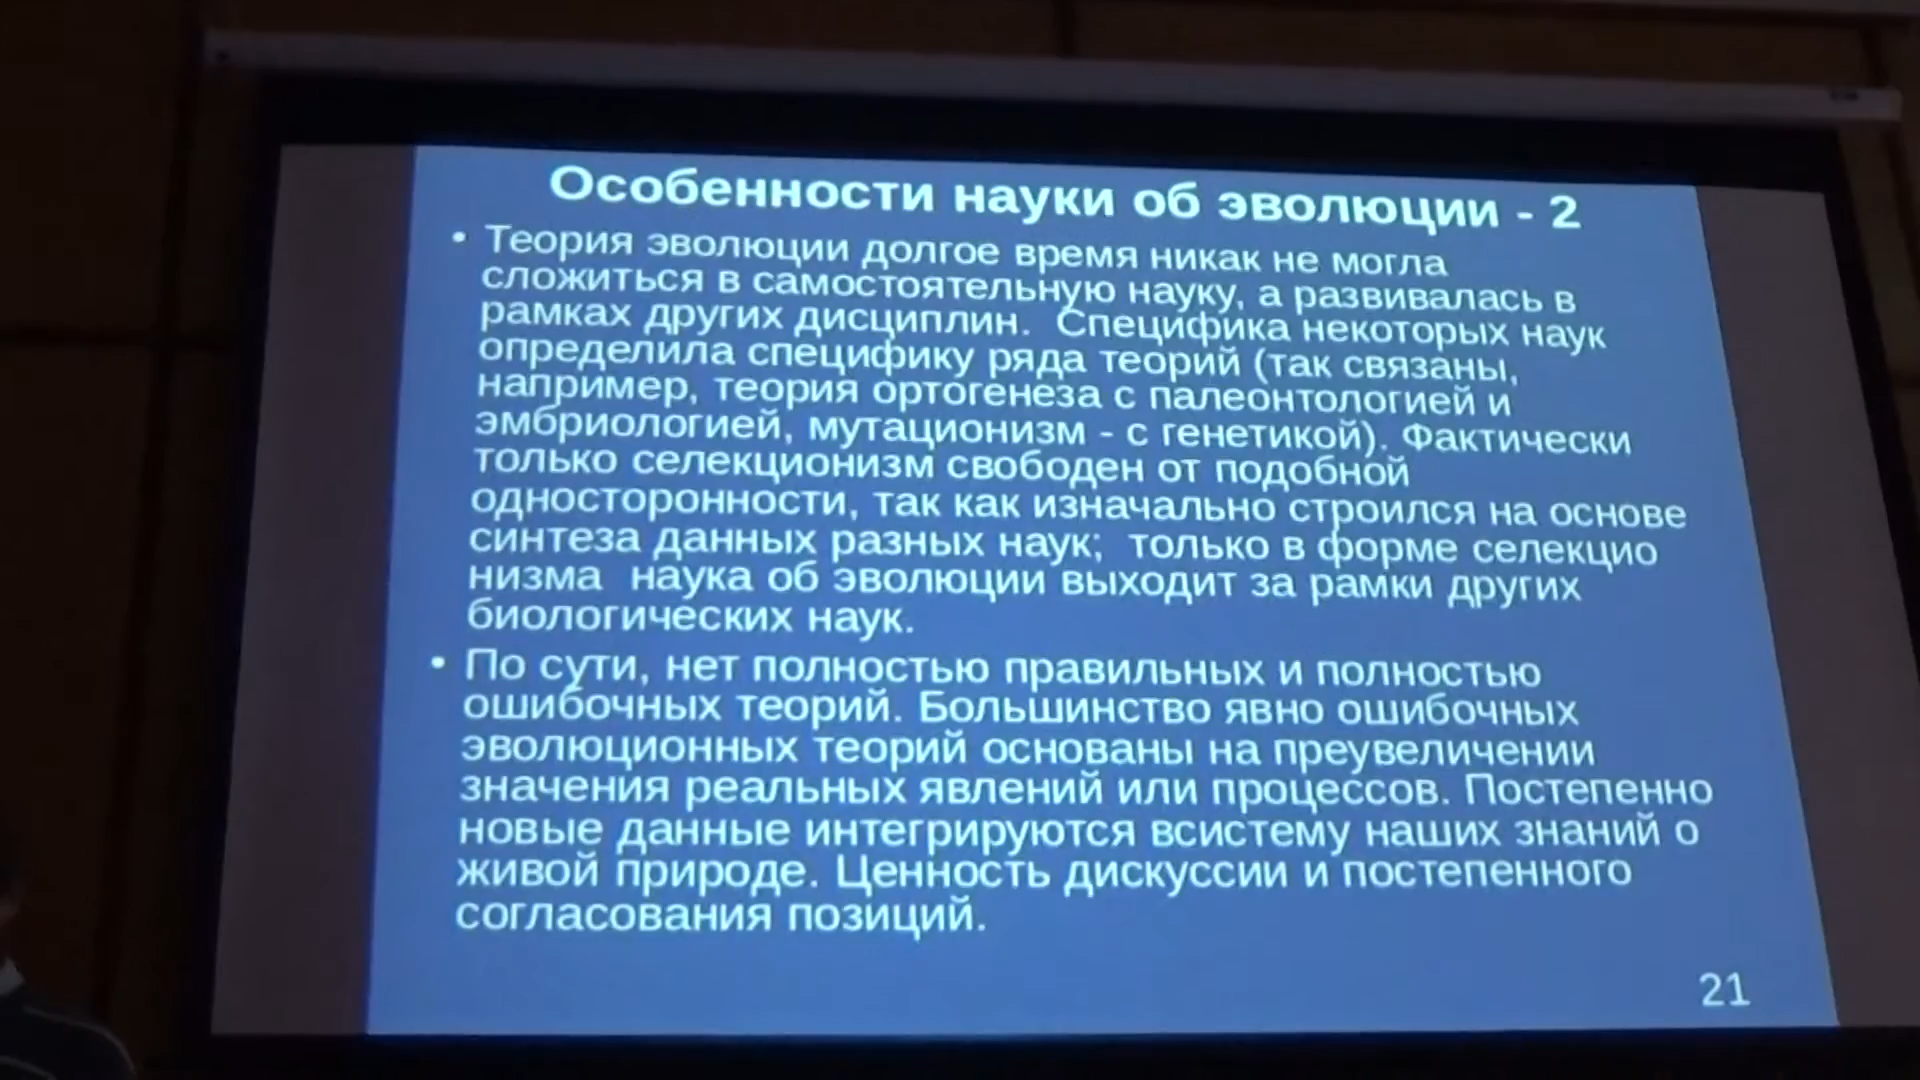 Особенности науки об эволюции - 2
• Теория эволюции долгое время никак не могла
сложиться в самостоятельную науку, а развивалась в
рамках других дисциплин.  Специфика некоторых наук
определила специфику ряда теорий (так связаны,
например, теория ортогенеза с палеонтологией и
эмбриологией, мутационизм - с генетикой). Фактически
только селекционизм свободен от подобной
односторонности, так как изначально строился на основе
синтеза данных разных наук;  только в форме селекцио
низма  наука об эволюции выходит за рамки других
биологических наук.
• По сути, нет полностью правильных и полностью
ошибочных теорий. Большинство явно ошибочных
эволюционных теорий основаны на преувеличении
значения реальных явлений или процессов. Постепенно
новые данные интегрируются всистему наших знаний о
живой природе. Ценность дискуссии и постепенного
согласования позиций.
21